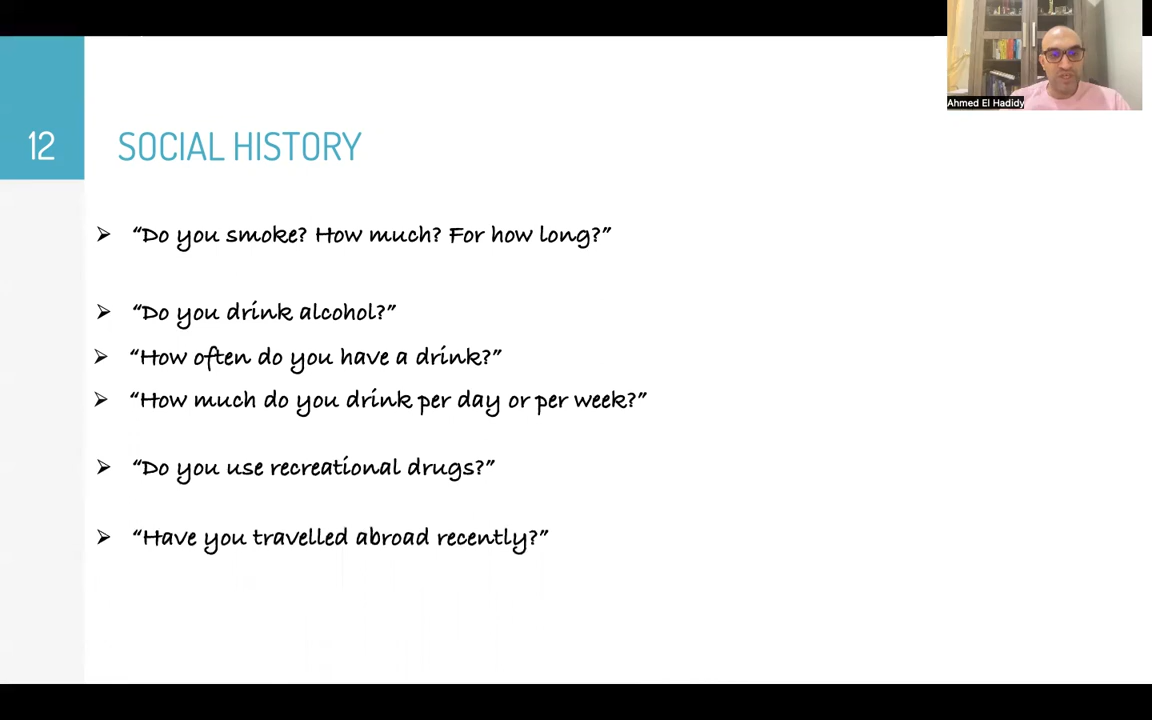 Ahmed El Hadidy
12
SOCIAL HISTORY
“Do you smoke? How much? For how long?”
“Do you drink alcohol?”
“How often do you have a drink?”
“How much do you drink per day or per week?”
“Do you use recreational drugs?”
“Have you travelled abroad recently?”